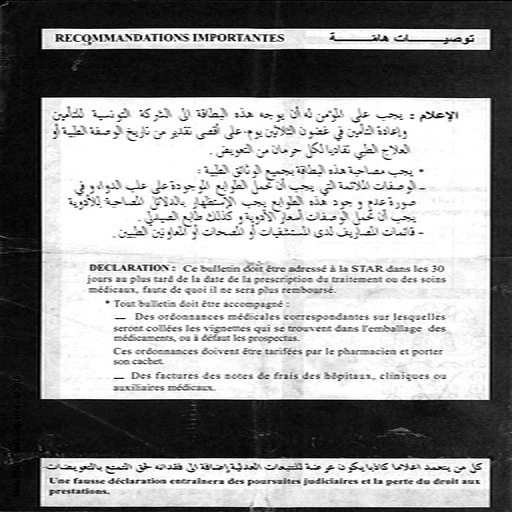 RECOMMANDATIONS IMPORTANTES
توصيـــــات هامـــة
الإعلام : يجب على المؤمن له أن يوجه هذه البطاقة الى الشركة التونسية للتأمين
وإعادة التأمين في غضون الثلاثين يوم على أقصى تقدير من تاريخ الوصفة الطبية أو
العلاج الطبي تفاديا لكل حرمان من التعويض .
* يجب مصاحبة هذه البطاقة بجميع الوثائق الطبية :
ـ الوصفات الملائمة التي يجب أن تحمل الطوابع الموجودة على علب الدواء و في
صورة عدم وجود هذه الطوابع يجب الإستظهار بالدلائل المصاحبة للأدوية
يجب أن تحمل الوصفات أسعار الأدوية و كذلك طابع الصيدلي .
ـ قائمات المصاريف لدى المستشفيات أو المصحات أو المعاونين الطبيين .
DECLARATION : Ce bulletin doit être adressé à la STAR dans les 30
jours au plus tard de la date de la prescription du traitement ou des soins
médicaux, faute de quoi il ne sera plus remboursé.
* Tout bulletin doit être accompagné :
— Des ordonnances médicales correspondantes sur lesquelles
seront collées les vignettes qui se trouvent dans l'emballage des
médicaments, ou à défaut les prospectus.
Ces ordonnances doivent être tarifées par le pharmacien et porter
son cachet.
— Des factures des notes de frais des hôpitaux, cliniques ou
auxiliaires médicaux.
كل من يتعمد اعلاما كاذبا يكون عرضة للتتبعات العدلية إضافة الى فقدانه لحق التمتع بالتعويضات
Une fausse déclaration entrainera des poursuites judiciaires et la perte du droit aux
prestations.